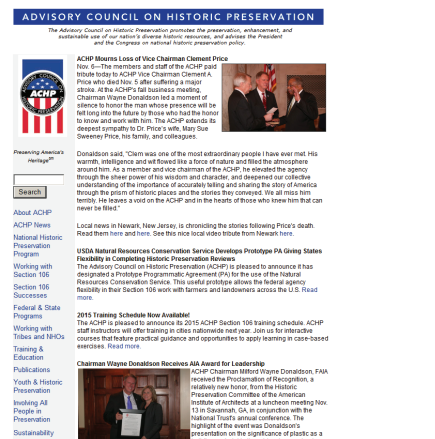 ADVISORY COUNCIL ON HISTORIC PRESERVATION
The Advisory Council on Historic Preservation promotes the preservation, enhancement, and
sustainable use of our nation's diverse historic resources, and advises the President
and the Congress on national historic preservation policy.
ACHP
Preserving America's
Heritage
Search
About ACHP
ACHP News
National Historic
Preservation
Program
Working with
Section 106
Section 106
Successes
Federal & State
Programs
Working with
Tribes and NHOs
Training &
Education
Publications
Youth & Historic
Preservation
Involving All
People in
Preservation
Sustainability
ACHP Mourns Loss of Vice Chairman Clement Price
Nov. 6—The members and staff of the ACHP paid
tribute today to ACHP Vice Chairman Clement A.
Price who died Nov. 5 after suffering a major
stroke. At the ACHP's fall business meeting,
Chairman Wayne Donaldson led a moment of
silence to honor the man whose presence will be
felt long into the future by those who had the honor
to know and work with him. The ACHP extends its
deepest sympathy to Dr. Price's wife, Mary Sue
Sweeney Price, his family, and colleagues.
Donaldson said, "Clem was one of the most extraordinary people I have ever met. His
warmth, intelligence and wit flowed like a force of nature and filled the atmosphere
around him. As a member and vice chairman of the ACHP, he elevated the agency
through the sheer power of his wisdom and character, and deepened our collective
understanding of the importance of accurately telling and sharing the story of America
through the prism of historic places and the stories they conveyed. We all miss him
terribly. He leaves a void on the ACHP and in the hearts of those who knew him that can
never be filled."
Local news in Newark, New Jersey, is chronicling the stories following Price's death.
Read them here and here. See this nice local video tribute from Newark here.
USDA Natural Resources Conservation Service Develops Prototype PA Giving States
Flexibility in Completing Historic Preservation Reviews
The Advisory Council on Historic Preservation (ACHP) is pleased to announce it has
designated a Prototype Programmatic Agreement (PA) for the use of the Natural
Resources Conservation Service. This useful prototype allows the federal agency
flexibility in their Section 106 work with farmers and landowners across the U.S. Read
more.
2015 Training Schedule Now Available!
The ACHP is pleased to announce its 2015 ACHP Section 106 training schedule. ACHP
staff instructors will offer training in cities nationwide next year. Join us for interactive
courses that feature practical guidance and opportunities to apply learning in case-based
exercises. Read more.
Chairman Wayne Donaldson Receives AIA Award for Leadership
ACHP Chairman Milford Wayne Donaldson, FAIA
received the Proclamation of Recognition, a
relatively new honor, from the Historic
Preservation Committee of the American
Institute of Architects at a luncheon meeting Nov.
13 in Savannah, GA, in conjunction with the
National Trust's annual conference. The
highlight of the event was Donaldson's
presentation on the significance of plastic as a